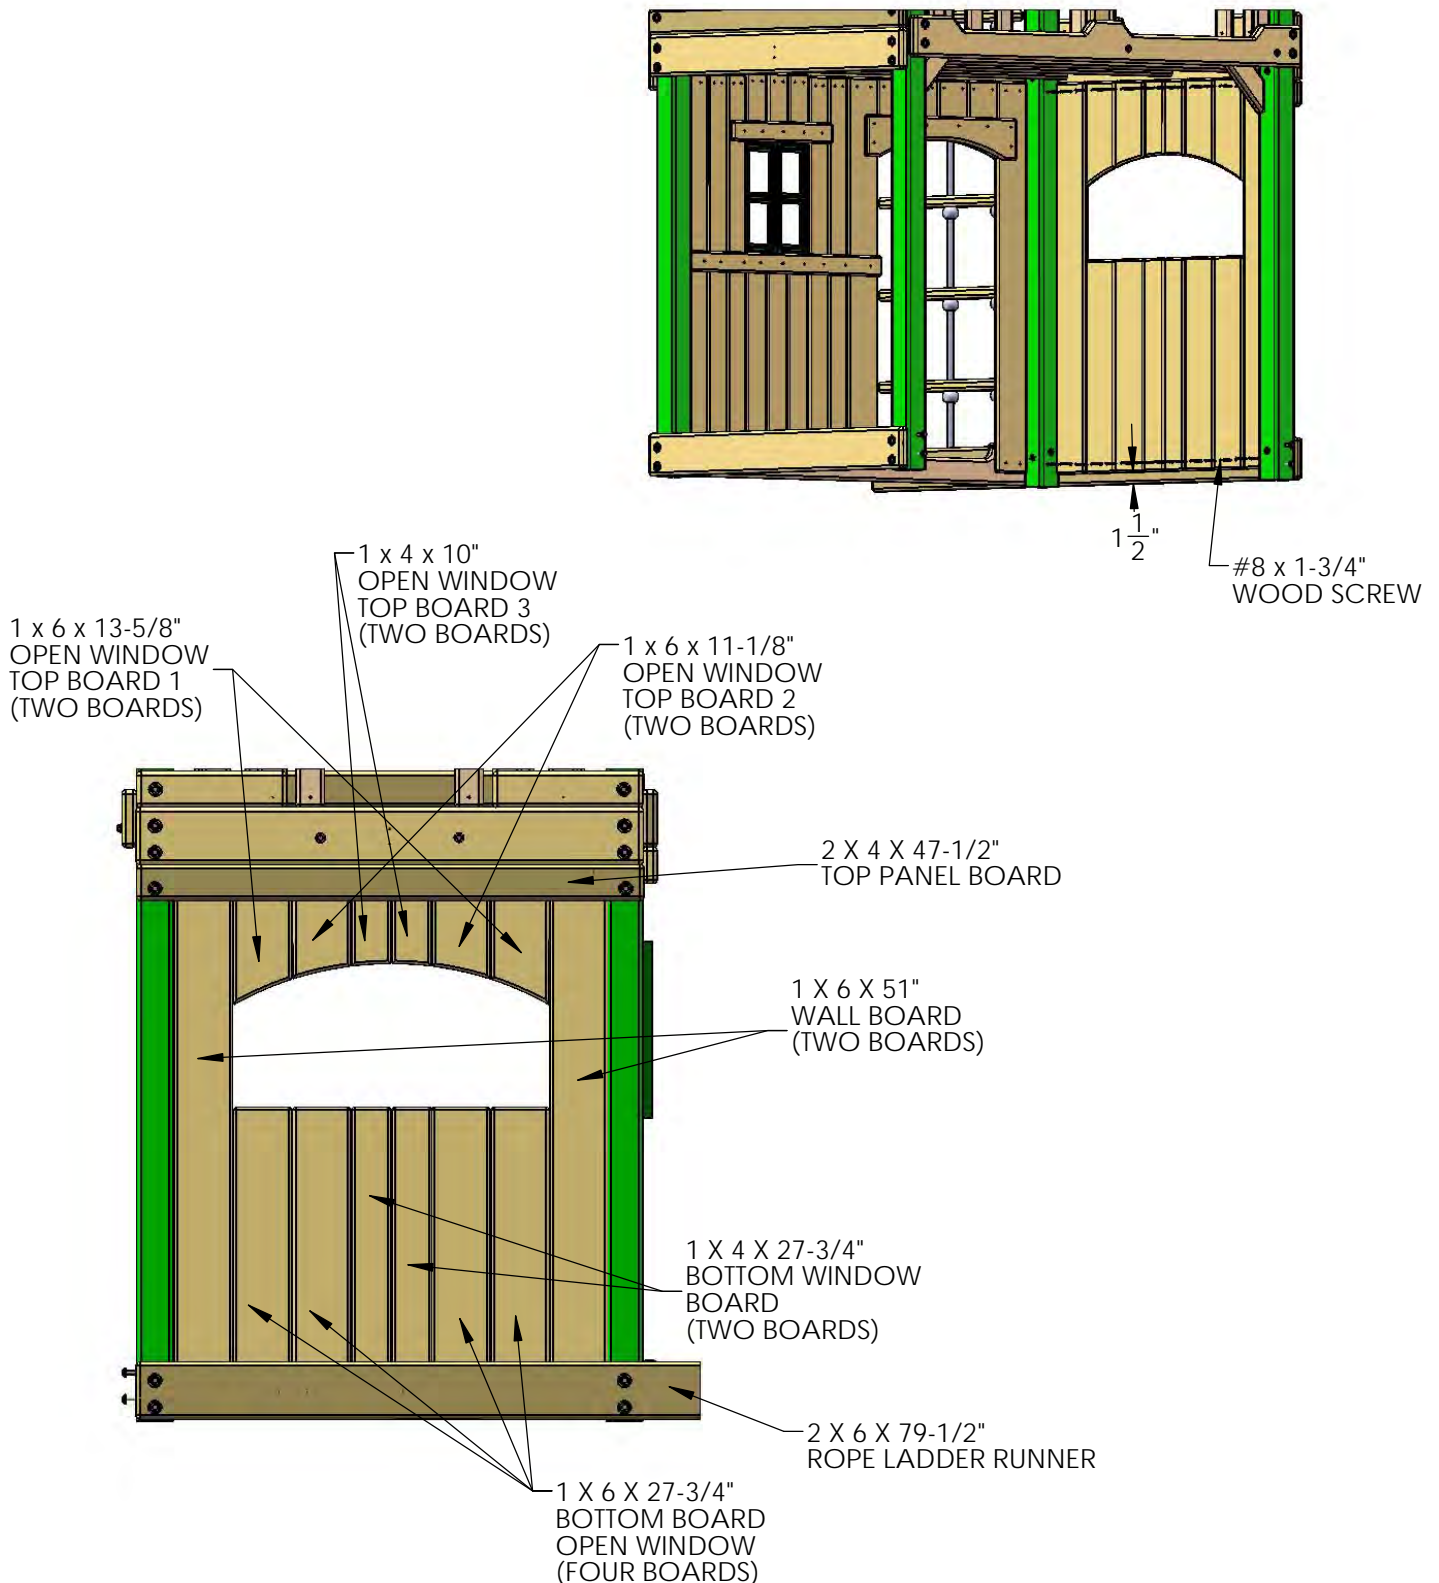 1 1/2"
#8 x 1-3/4"
WOOD SCREW
1 x 4 x 10"
OPEN WINDOW
TOP BOARD 3
(TWO BOARDS)
1 x 6 x 13-5/8"
OPEN WINDOW
TOP BOARD 1
(TWO BOARDS)
1 x 6 x 11-1/8"
OPEN WINDOW
TOP BOARD 2
(TWO BOARDS)
2 X 4 X 47-1/2"
TOP PANEL BOARD
1 X 6 X 51"
WALL BOARD
(TWO BOARDS)
1 X 4 X 27-3/4"
BOTTOM WINDOW
BOARD
(TWO BOARDS)
2 X 6 X 79-1/2"
ROPE LADDER RUNNER
1 X 6 X 27-3/4"
BOTTOM BOARD
OPEN WINDOW
(FOUR BOARDS)